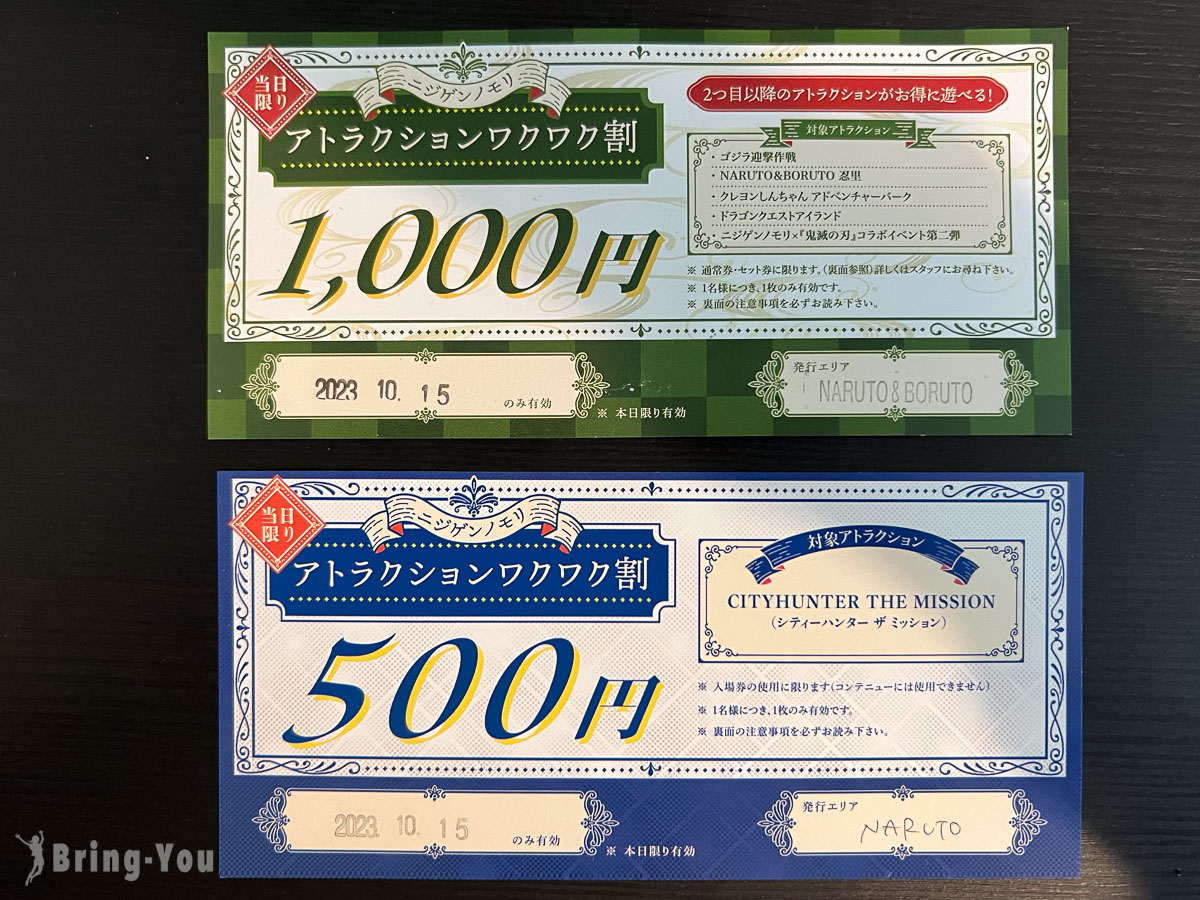 当日
限り
ニジゲンノモリ
アトラクションワクワク割
1,000円
2つ目以降のアトラクションがお得に遊べる!
対象アトラクション
・ゴジラ迎撃作戦
・NARUTO&BORUTO 忍里
・クレヨンしんちゃん アドベンチャーパーク
・ドラゴンクエストアイランド
・ニジゲンノモリ×『鬼滅の刃』コラボイベント第二弾
※ 通常券・セット券に限ります。(裏面参照)詳しくはスタッフにお尋ね下さい。
※ 1名様につき、1枚のみ有効です。
※ 裏面の注意事項を必ずお読み下さい。
2023 10. 15 のみ有効
※ 本日限り有効
発行エリア
NARUTO&BORUTO
当日
限り
ニジゲンノモリ
アトラクションワクワク割
500円
対象アトラクション
CITYHUNTER THE MISSION
(シティーハンター ザ ミッション)
※ 入場券の使用に限ります(コンテニューには使用できません)
※ 1名様につき、1枚のみ有効です。
※ 裏面の注意事項を必ずお読み下さい。
2023. 10. 15 のみ有効
※ 本日限り有効
発行エリア
NARUTO
Bring-You